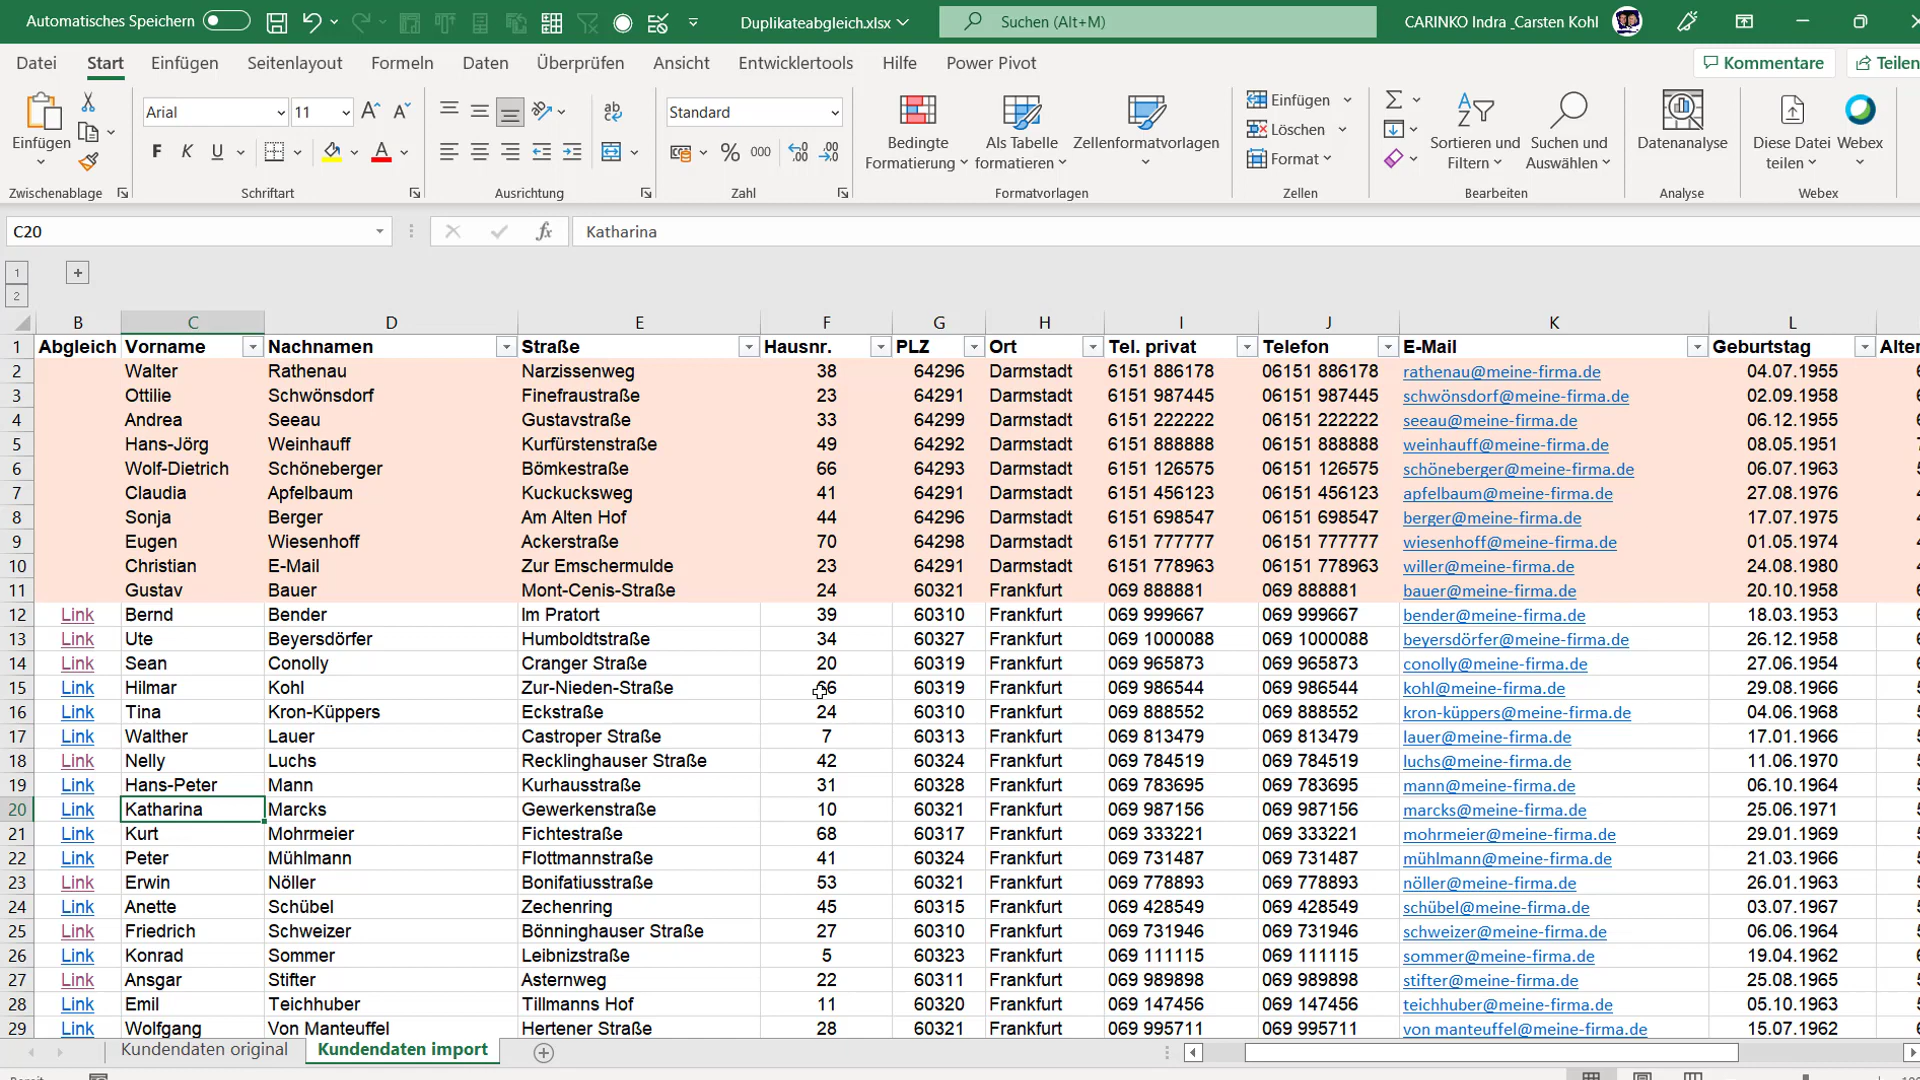 Automatisches Speichern Duplikateabgleich.xlsx Suchen (Alt+M) CARINKO Indra _Carsten Kohl
Datei Start Einfügen Seitenlayout Formeln Daten Überprüfen Ansicht Entwicklertools Hilfe Power Pivot Kommentare Teilen
Einfügen
Zwischenablage
Arial 11
F K U
Schriftart
Ausrichtung
Standard
% 000
Zahl
Bedingte Formatierung
Als Tabelle formatieren
Zellenformatvorlagen
Formatvorlagen
Einfügen
Löschen
Format
Zellen
Sortieren und Filtern
Suchen und Auswählen
Bearbeiten
Datenanalyse
Analyse
Diese Datei teilen
Webex
Webex
C20 fx Katharina
1
2
B C D E F G H I J K L
1 Abgleich Vorname Nachnamen Straße Hausnr. PLZ Ort Tel. privat Telefon E-Mail Geburtstag Alter
2 Walter Rathenau Narzissenweg 38 64296 Darmstadt 6151 886178 06151 886178 rathenau@meine-firma.de 04.07.1955
3 Ottilie Schwönsdorf Finefraustraße 23 64291 Darmstadt 6151 987445 06151 987445 schwönsdorf@meine-firma.de 02.09.1958
4 Andrea Seeau Gustavstraße 33 64299 Darmstadt 6151 222222 06151 222222 seeau@meine-firma.de 06.12.1955
5 Hans-Jörg Weinhauff Kurfürstenstraße 49 64292 Darmstadt 6151 888888 06151 888888 weinhauff@meine-firma.de 08.05.1951
6 Wolf-Dietrich Schöneberger Bömkestraße 66 64293 Darmstadt 6151 126575 06151 126575 schöneberger@meine-firma.de 06.07.1963
7 Claudia Apfelbaum Kuckucksweg 41 64291 Darmstadt 6151 456123 06151 456123 apfelbaum@meine-firma.de 27.08.1976
8 Sonja Berger Am Alten Hof 44 64296 Darmstadt 6151 698547 06151 698547 berger@meine-firma.de 17.07.1975
9 Eugen Wiesenhoff Ackerstraße 70 64298 Darmstadt 6151 777777 06151 777777 wiesenhoff@meine-firma.de 01.05.1974
10 Christian E-Mail Zur Emschermulde 23 64291 Darmstadt 6151 778963 06151 778963 willer@meine-firma.de 24.08.1980
11 Gustav Bauer Mont-Cenis-Straße 24 60321 Frankfurt 069 888881 069 888881 bauer@meine-firma.de 20.10.1958
12 Link Bernd Bender Im Pratort 39 60310 Frankfurt 069 999667 069 999667 bender@meine-firma.de 18.03.1953
13 Link Ute Beyersdörfer Humboldtstraße 34 60327 Frankfurt 069 1000088 069 1000088 beyersdörfer@meine-firma.de 26.12.1958
14 Link Sean Conolly Cranger Straße 20 60319 Frankfurt 069 965873 069 965873 conolly@meine-firma.de 27.06.1954
15 Link Hilmar Kohl Zur-Nieden-Straße 60319 Frankfurt 069 986544 069 986544 kohl@meine-firma.de 29.08.1966
16 Link Tina Kron-Küppers Eckstraße 24 60310 Frankfurt 069 888552 069 888552 kron-küppers@meine-firma.de 04.06.1968
17 Link Walther Lauer Castroper Straße 7 60313 Frankfurt 069 813479 069 813479 lauer@meine-firma.de 17.01.1966
18 Link Nelly Luchs Recklinghauser Straße 42 60324 Frankfurt 069 784519 069 784519 luchs@meine-firma.de 11.06.1970
19 Link Hans-Peter Mann Kurhausstraße 31 60328 Frankfurt 069 783695 069 783695 mann@meine-firma.de 06.10.1964
20 Link Katharina Marcks Gewerkenstraße 10 60321 Frankfurt 069 987156 069 987156 marcks@meine-firma.de 25.06.1971
21 Link Kurt Mohrmeier Fichtestraße 68 60317 Frankfurt 069 333221 069 333221 mohrmeier@meine-firma.de 29.01.1969
22 Link Peter Mühlmann Flottmannstraße 41 60324 Frankfurt 069 731487 069 731487 mühlmann@meine-firma.de 21.03.1966
23 Link Erwin Nöller Bonifatiusstraße 53 60321 Frankfurt 069 778893 069 778893 nöller@meine-firma.de 26.01.1963
24 Link Anette Schübel Zechenring 45 60315 Frankfurt 069 428549 069 428549 schübel@meine-firma.de 03.07.1967
25 Link Friedrich Schweizer Bönninghauser Straße 27 60310 Frankfurt 069 731946 069 731946 schweizer@meine-firma.de 06.06.1964
26 Link Konrad Sommer Leibnizstraße 5 60323 Frankfurt 069 111115 069 111115 sommer@meine-firma.de 19.04.1962
27 Link Ansgar Stifter Asternweg 22 60311 Frankfurt 069 989898 069 989898 stifter@meine-firma.de 25.08.1965
28 Link Emil Teichhuber Tillmanns Hof 11 60320 Frankfurt 069 147456 069 147456 teichhuber@meine-firma.de 05.10.1963
29 Link Wolfgang Von Manteuffel Hertener Straße 28 60321 Frankfurt 069 995711 069 995711 von manteuffel@meine-firma.de 15.07.1962
Kundendaten original Kundendaten import